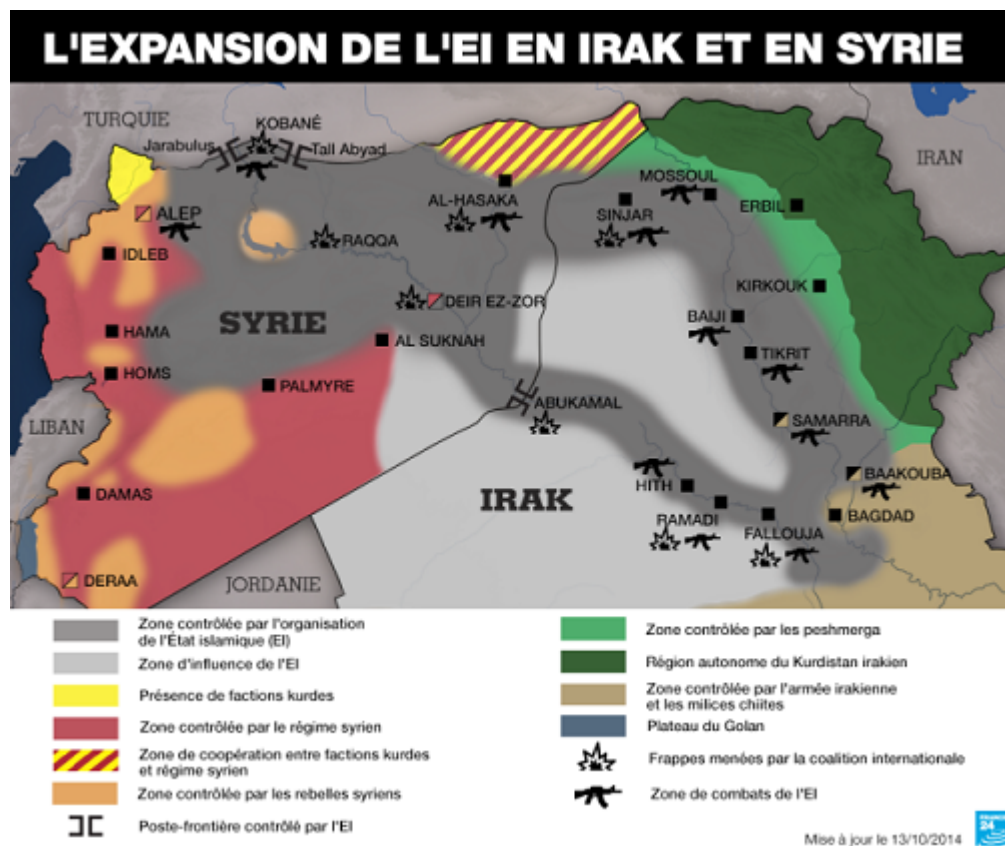 L'EXPANSION DE L'EI EN IRAK ET EN SYRIE
TURQUIE
KOBANÉ
Jarabulus
Tall Abyad
IRAN
MOSSOUL
AL-HASAKA
SINJAR
ERBIL
ALEP
RAQQA
IDLEB
KIRKOUK
DEIR EZ-ZOR
BAIJI
SYRIE
HAMA
AL SUKNAH
TIKRIT
HOMS
PALMYRE
ABUKAMAL
SAMARRA
LIBAN
BAAKOUBA
HITH
DAMAS
IRAK
BAGDAD
RAMADI
FALLOUJA
DERAA
JORDANIE
Zone contrôlée par l'organisation
de l'État islamique (EI)
Zone d'influence de l'EI
Présence de factions kurdes
Zone contrôlée par le régime syrien
Zone de coopération entre factions kurdes
et régime syrien
Zone contrôlée par les rebelles syriens
Poste-frontière contrôlé par l'EI
Zone contrôlée par les peshmerga
Région autonome du Kurdistan irakien
Zone contrôlée par l'armée irakienne
et les milices chiites
Plateau du Golan
Frappes menées par la coalition internationale
Zone de combats de l'EI
Mise à jour le 13/10/2014
FRANCE
24